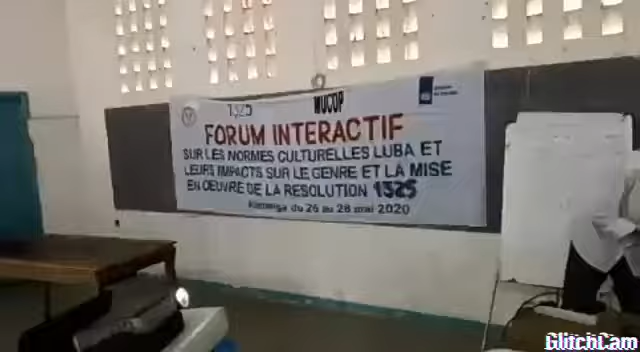 1325
MUCOP
FORUM INTERACTIF
SUR LES NORMES CULTURELLES LUBA ET
LEURS IMPACTS SUR LE GENRE ET LA MISE
EN OEUVRE DE LA RESOLUTION 1325
du 26 au 28 mai 2020
GlitchCam